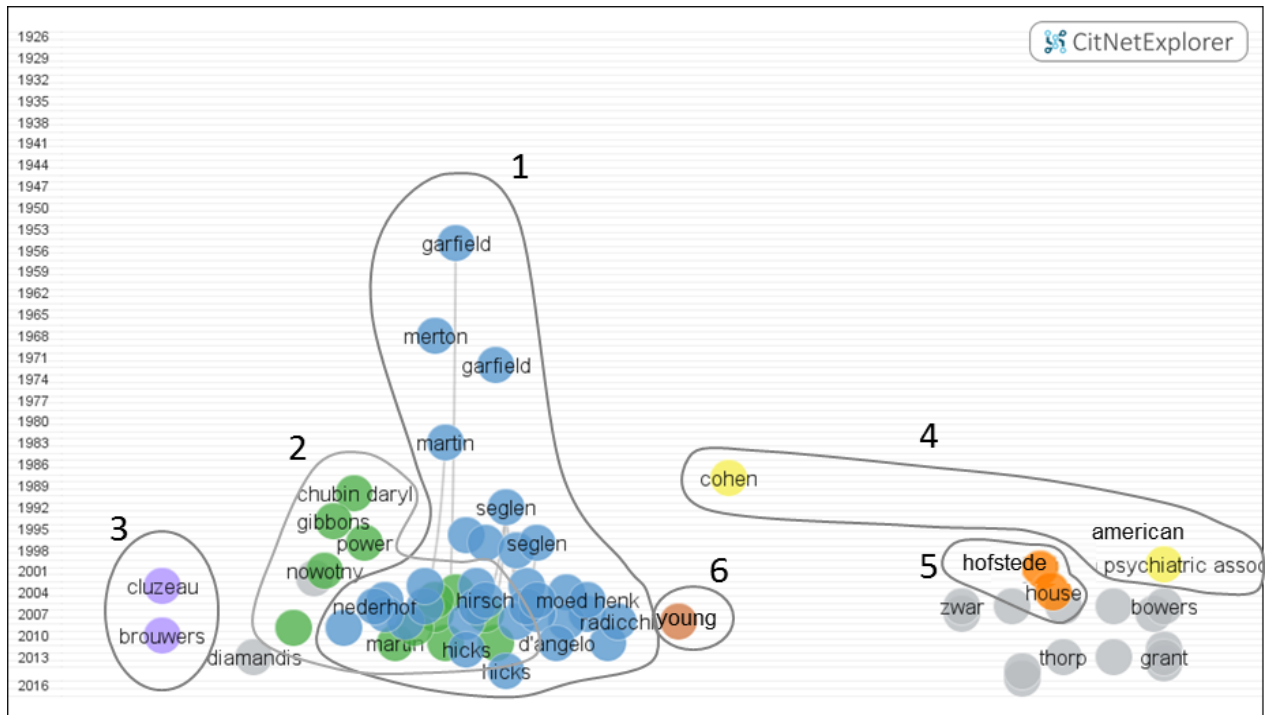 CitNetExplorer
1926
1929
1932
1935
1938
1941
1944
1947
1950
1953
1956
1959
1962
1965
1968
1971
1974
1977
1980
1983
1986
1989
1992
1995
1998
2001
2004
2007
2010
2013
2016
1
garfield
merton
garfield
martin
seglen
seglen
nederhof
hirsch
moed henk
radicchi
martin
hicks
d'angelo
hicks
2
chubin daryl
gibbons
power
nowotny
diamandis
3
cluzeau
brouwers
4
cohen
american
psychiatric assoc
5
hofstede
house
6
young
zwar
bowers
thorp
grant